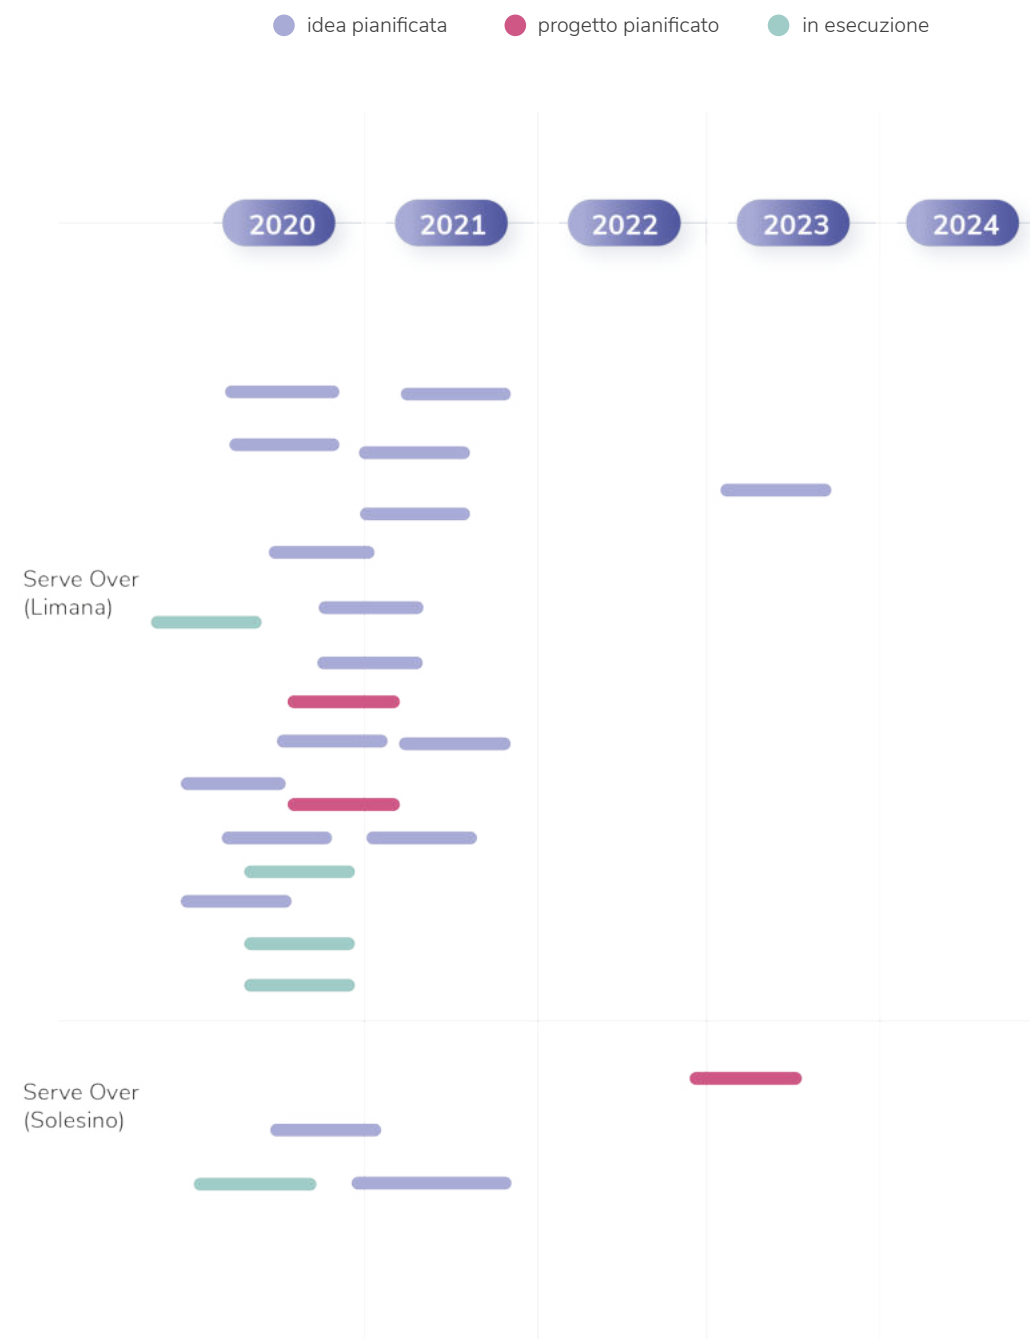 idea pianificata progetto pianificato in esecuzione
2020 2021 2022 2023 2024
Serve Over
(Limana)
Serve Over
(Solesino)